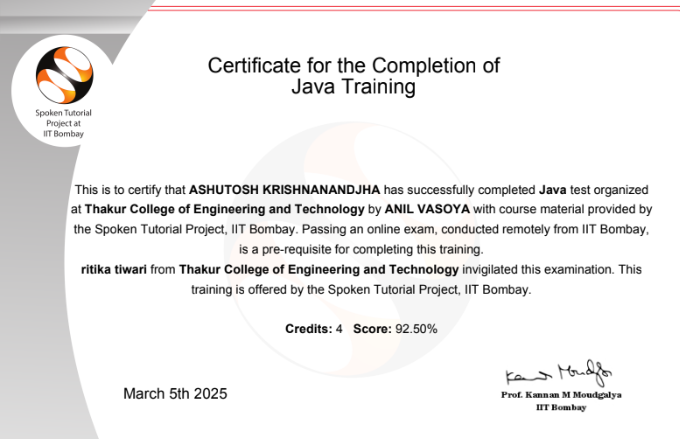 Spoken Tutorial
Project at
IIT Bombay
Certificate for the Completion of
Java Training
This is to certify that ASHUTOSH KRISHNANANDJHA has successfully completed Java test organized
at Thakur College of Engineering and Technology by ANIL VASOYA with course material provided by
the Spoken Tutorial Project, IIT Bombay. Passing an online exam, conducted remotely from IIT Bombay,
is a pre-requisite for completing this training.
ritika tiwari from Thakur College of Engineering and Technology invigilated this examination. This
training is offered by the Spoken Tutorial Project, IIT Bombay.
Credits: 4 Score: 92.50%
March 5th 2025
Kannan Moudgalya
Prof. Kannan M Moudgalya
IIT Bombay